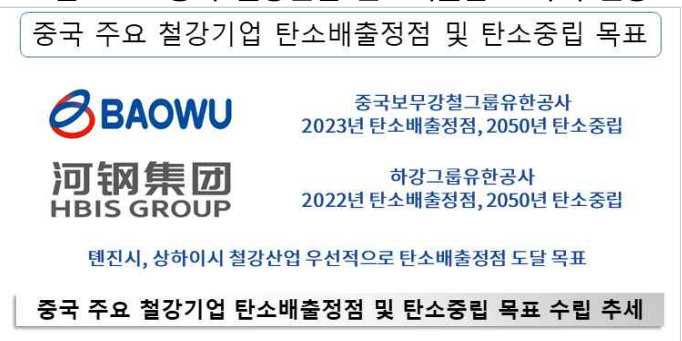 중국 주요 철강기업 탄소배출정점 및 탄소중립 목표
BAOWU
중국보무강철그룹유한공사
2023년 탄소배출정점, 2050년 탄소중립
河钢集团
HBIS GROUP
하강그룹유한공사
2022년 탄소배출정점, 2050년 탄소중립
톈진시, 상하이시 철강산업 우선적으로 탄소배출정점 도달 목표
중국 주요 철강기업 탄소배출정점 및 탄소중립 목표 수립 추세